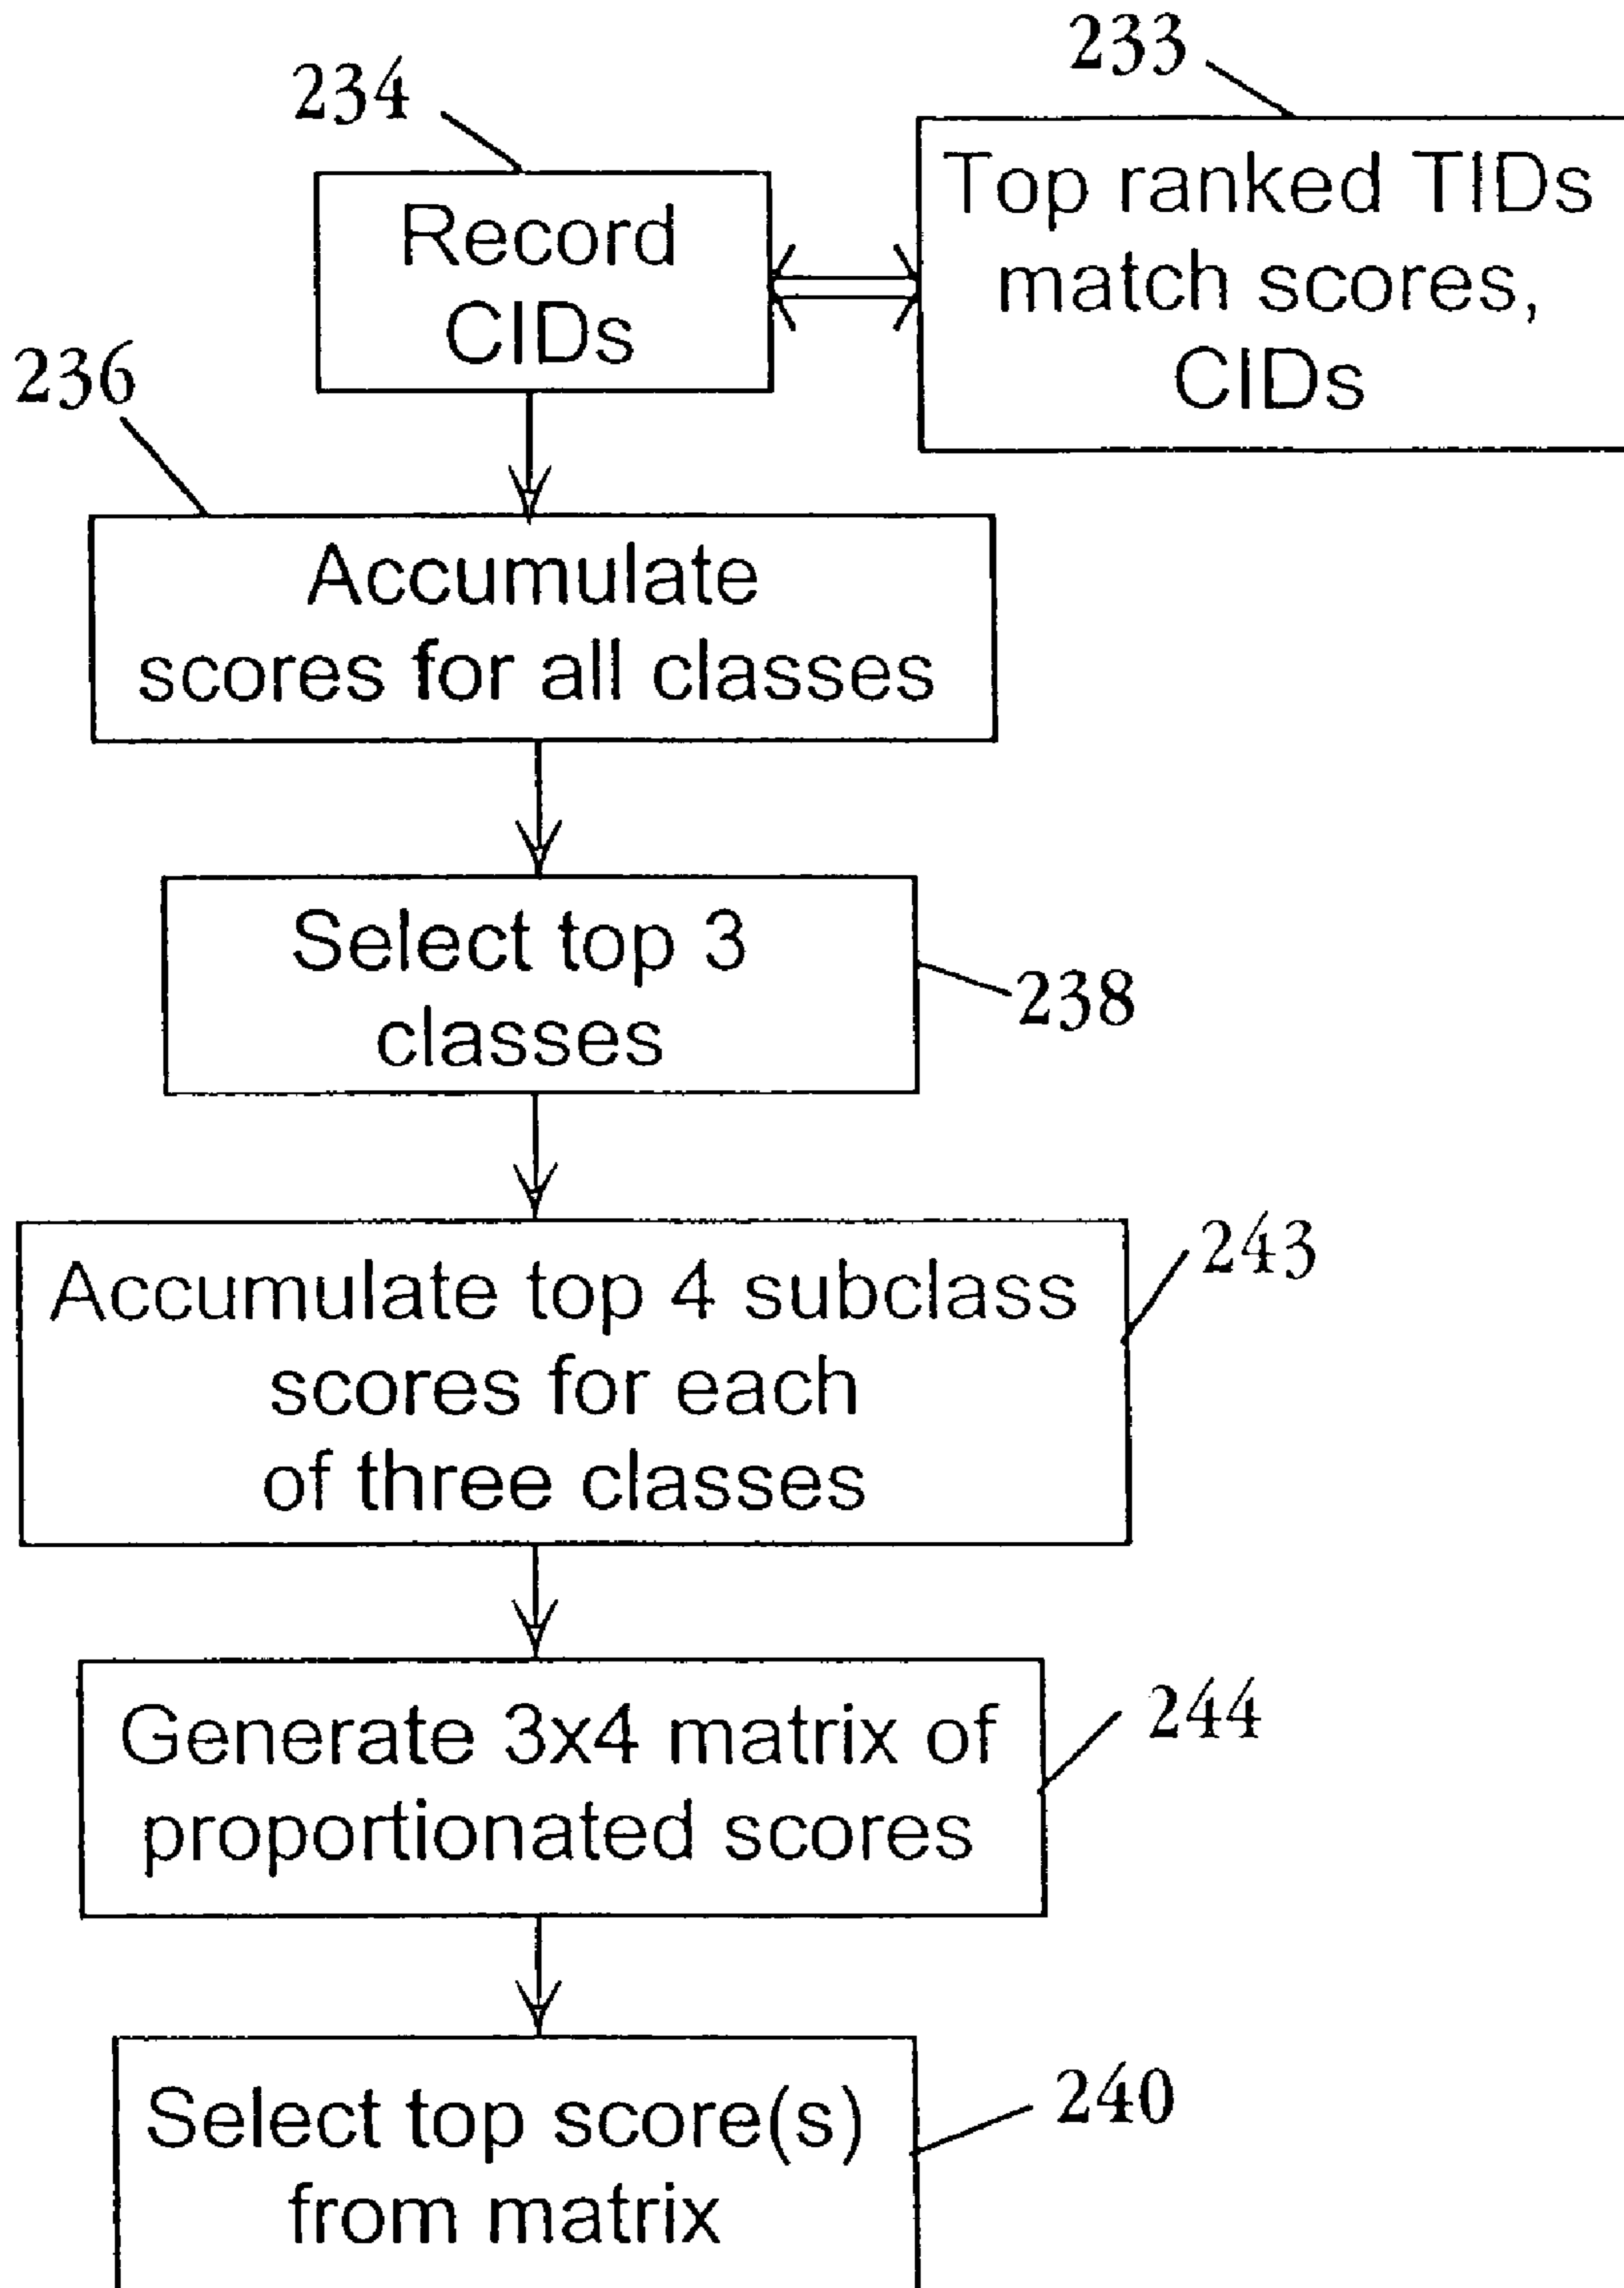 234
233
Record
CIDs
Top ranked TIDs
match scores,
CIDs
236
Accumulate
scores for all classes
Select top 3
classes
238
Accumulate top 4 subclass
scores for each
of three classes
243
Generate 3x4 matrix of
proportionated scores
244
Select top score(s)
from matrix
240